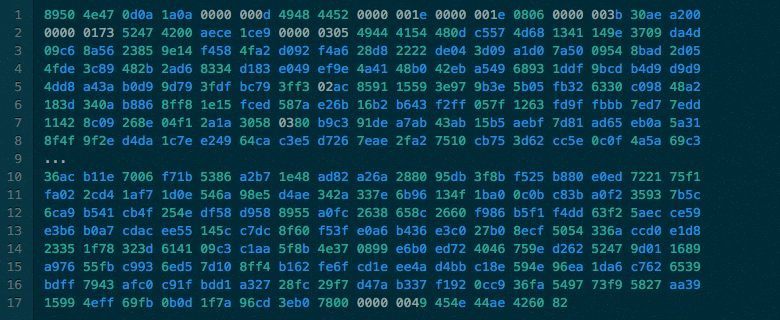 1 8950 4e47 0d0a 1a0a 0000 000d 4948 4452 0000 001e 0000 001e 0806 0000 003b 30ae a200
2 0000 0173 5247 4200 aece 1ce9 0000 0305 4944 4154 480d c557 4d68 1341 149e 3709 da4d
3 09c6 8a56 2385 9e14 f458 4fa2 d092 f4a6 28d8 2222 de04 3d09 a1d0 7a50 0954 8bad 2d05
4 4fde 3c89 482b 2ad6 8334 d183 e049 ef9e 4a41 48b0 42eb a549 6893 1ddf 9bcd b4d9 d9d9
5 4dd8 a43a b0d9 9d79 3fdf bc79 3ff3 02ac 8591 1559 3e97 9b3e 5b05 fb32 6330 c098 48a2
6 183d 340a b886 8ff8 1e15 fced 587a e26b 16b2 b643 f2ff 057f 1263 fd9f fbbb 7ed7 7edd
7 1142 8c09 268e 04f1 2a1a 3058 0380 b9c3 91de a7ab 43ab 15b5 aebf 7d81 ad65 eb0a 5a31
8 8f4f 9f2e d4da 1c7e e249 64ca c3e5 d726 7eae 2fa2 7510 cb75 3d62 cc5e 0c0f 4a5a 69c3
9 ...
10 36ac b11e 7006 f71b 5386 a2b7 1e48 ad82 a26a 2880 95db 3f8b f525 b880 e0ed 7221 75f1
11 fa02 2cd4 1af7 1d0e 546a 98e5 d4ae 342a 337e 6b96 134f 1ba0 0c0b c83b a0f2 3593 7b5c
12 6ca9 b541 cb4f 254e df58 d958 8955 a0fc 2638 658c 2660 f986 b5f1 f4dd 63f2 5aec ce59
13 e3b6 b0a7 cdac ee55 145c c7dc 8f60 f53f e0a6 b436 e3c0 27b0 8ecf 5054 336a accd0 e1d8
14 2335 1f78 323d 6141 09c3 c1aa 5f8b 4e37 0899 e6b0 ed72 4046 759e d262 5247 9d01 1689
15 a976 55fb c993 6ed5 7d10 8ff4 b162 fe6f cd1e ee4a d4bb c18e 594e 96ea 1da6 c762 6539
16 bdff 7943 afc0 c91f bdd1 a327 28fc 29f7 d47a b337 f192 0cc9 36fa 5497 73f9 5827 aa39
17 1599 4eff 69fb 0b0d 1f7a 96cd 3eb0 7800 0000 0049 454e 44ae 4260 82